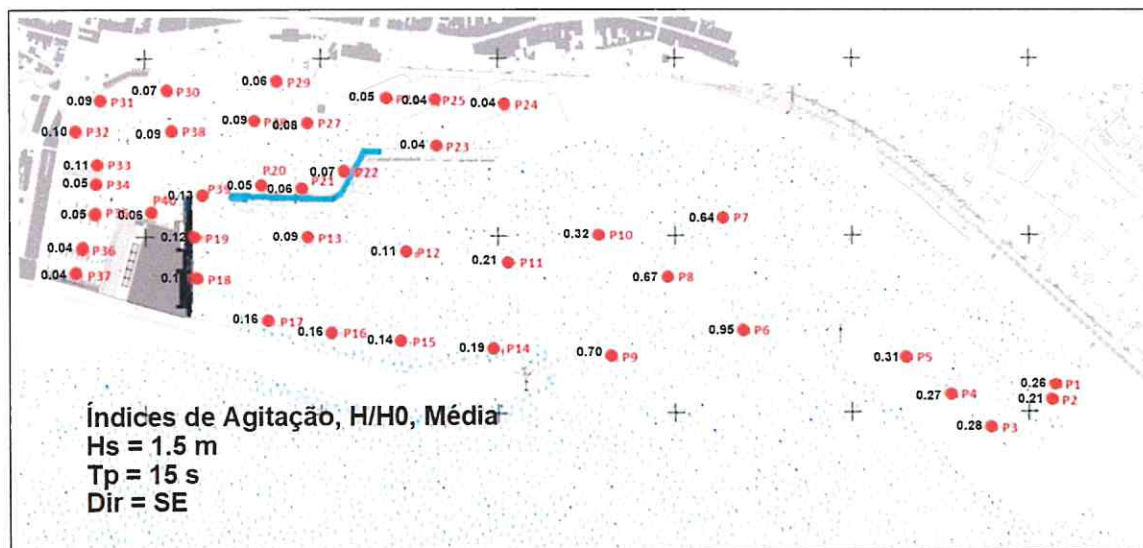 0.06 P29
0.07 P30
0.09 P31
0.05
0.04 P25
0.04 P24
0.09
0.08 P27
0.10 P32
0.09 P38
0.04 P23
0.11 P33
0.07 P22
0.05 P34
0.05 P20
0.06 P21
P39
0.05
0.06 P40
0.64 P7
0.12 P19
0.09 P13
0.32 P10
0.04 P36
0.11 P12
0.21 P11
0.04 P37
P18
0.67 P8
0.16 P17
0.16 P16
0.14 P15
0.19 P14
0.70 P9
0.95 P6
0.31 P5
0.26 P1
0.27 P4
0.21 P2
0.28 P3
Índices de Agitação, H/H0, Média
Hs = 1.5 m
Tp = 15 s
Dir = SE